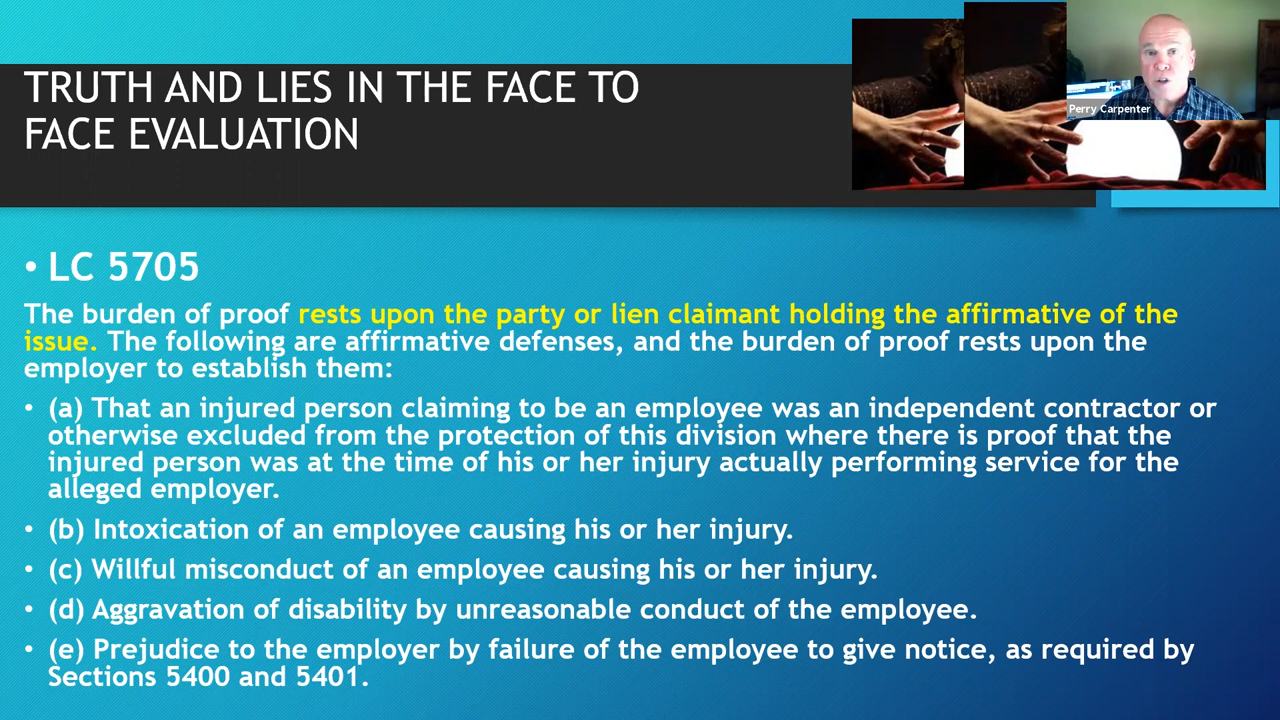 TRUTH AND LIES IN THE FACE TO
FACE EVALUATION
Perry Carpenter
• LC 5705
The burden of proof rests upon the party or lien claimant holding the affirmative of the
issue. The following are affirmative defenses, and the burden of proof rests upon the
employer to establish them:
• (a) That an injured person claiming to be an employee was an independent contractor or
otherwise excluded from the protection of this division where there is proof that the
injured person was at the time of his or her injury actually performing service for the
alleged employer.
• (b) Intoxication of an employee causing his or her injury.
• (c) Willful misconduct of an employee causing his or her injury.
• (d) Aggravation of disability by unreasonable conduct of the employee.
• (e) Prejudice to the employer by failure of the employee to give notice, as required by
Sections 5400 and 5401.